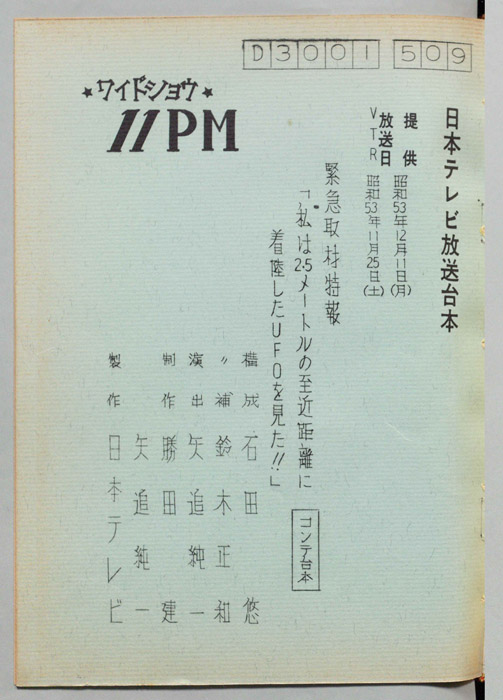 D3001 509
日本テレビ放送台本
提供
放送日 昭和53年12月11日(月)
VTR 昭和53年11月25日(土)
★ワイドショウ★
11PM
緊急取材特報
「私は2.5メートルの至近距離に
着陸したUFOを見た!!」
コンテ台本
構成 石田 悠
〃補 鈴木正和
演出 矢追純一
制作 勝田 建
矢追純一
製作 日本テレビ